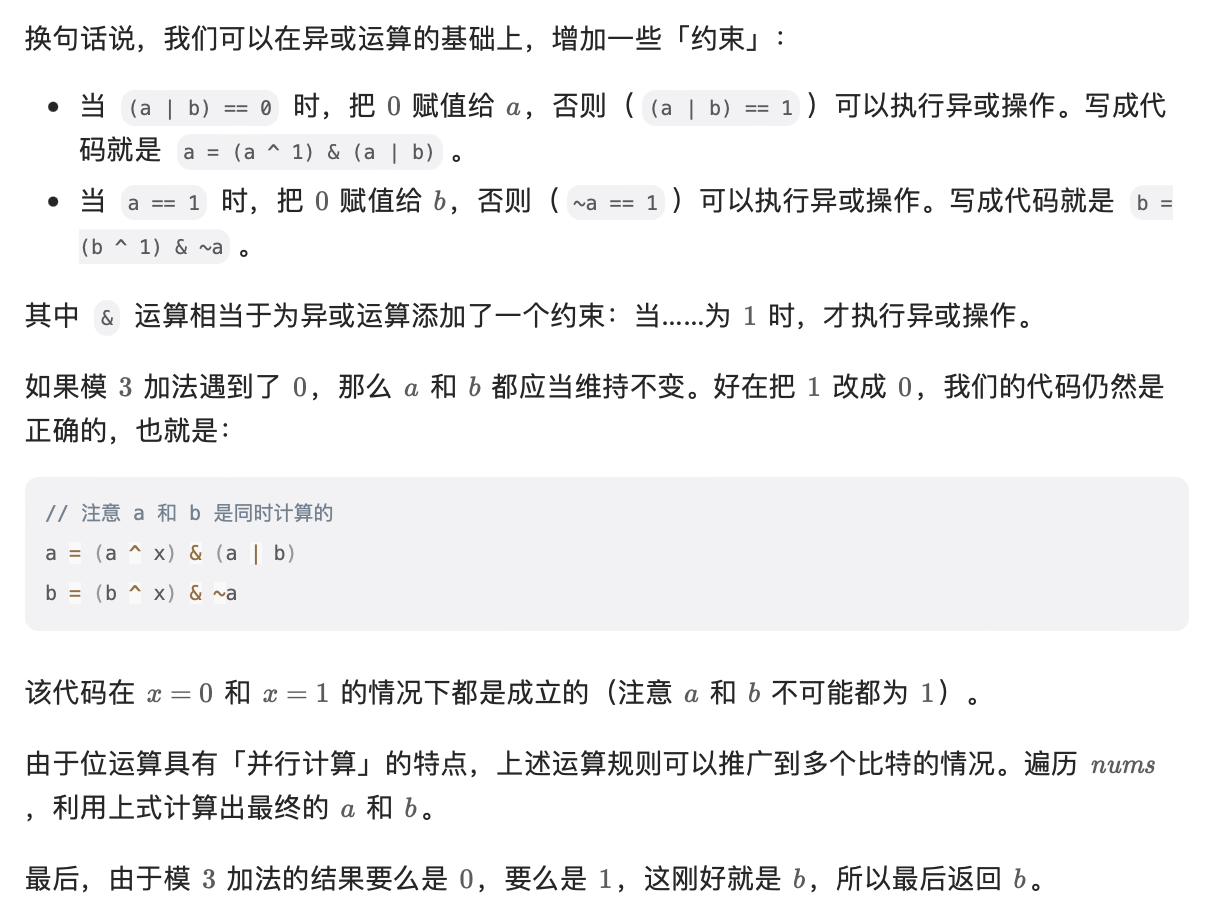 换句话说，我们可以在异或运算的基础上，增加一些「约束」：
• 当 (a | b) == 0 时，把 0 赋值给 a，否则（ (a | b) == 1 ）可以执行异或操作。写成代
码就是 a = (a ^ 1) & (a | b) 。
• 当 a == 1 时，把 0 赋值给 b，否则（ ~a == 1 ）可以执行异或操作。写成代码就是 b =
(b ^ 1) & ~a 。
其中 & 运算相当于为异或运算添加了一个约束：当……为 1 时，才执行异或操作。
如果模 3 加法遇到了 0，那么 a 和 b 都应当维持不变。好在把 1 改成 0，我们的代码仍然是
正确的，也就是：
// 注意 a 和 b 是同时计算的
a = (a ^ x) & (a | b)
b = (b ^ x) & ~a
该代码在 x = 0 和 x = 1 的情况下都是成立的（注意 a 和 b 不可能都为 1）。
由于位运算具有「并行计算」的特点，上述运算规则可以推广到多个比特的情况。遍历 nums
，利用上式计算出最终的 a 和 b。
最后，由于模 3 加法的结果要么是 0，要么是 1，这刚好就是 b，所以最后返回 b。